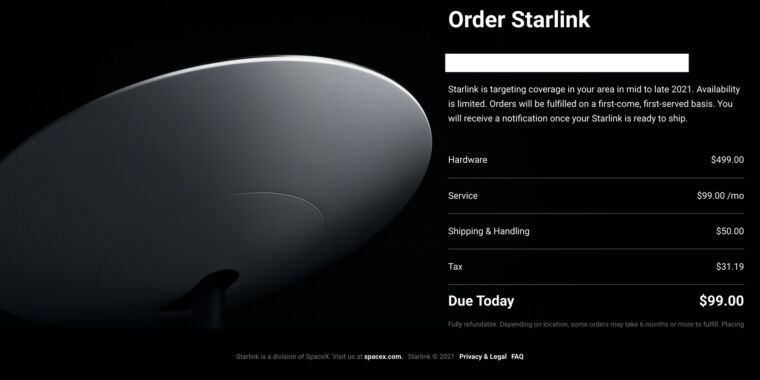 Order Starlink
Starlink is targeting coverage in your area in mid to late 2021. Availability
is limited. Orders will be fulfilled on a first-come, first-served basis. You
will receive a notification once your Starlink is ready to ship.
Hardware $499.00
Service $99.00 /mo
Shipping & Handling $50.00
Tax $31.19
Due Today $99.00
Fully refundable. Depending on location, some orders may take 6 months or more to fulfill. Placing
Starlink is a division of SpaceX. Visit us at spacex.com. Starlink © 2021 Privacy & Legal FAQ